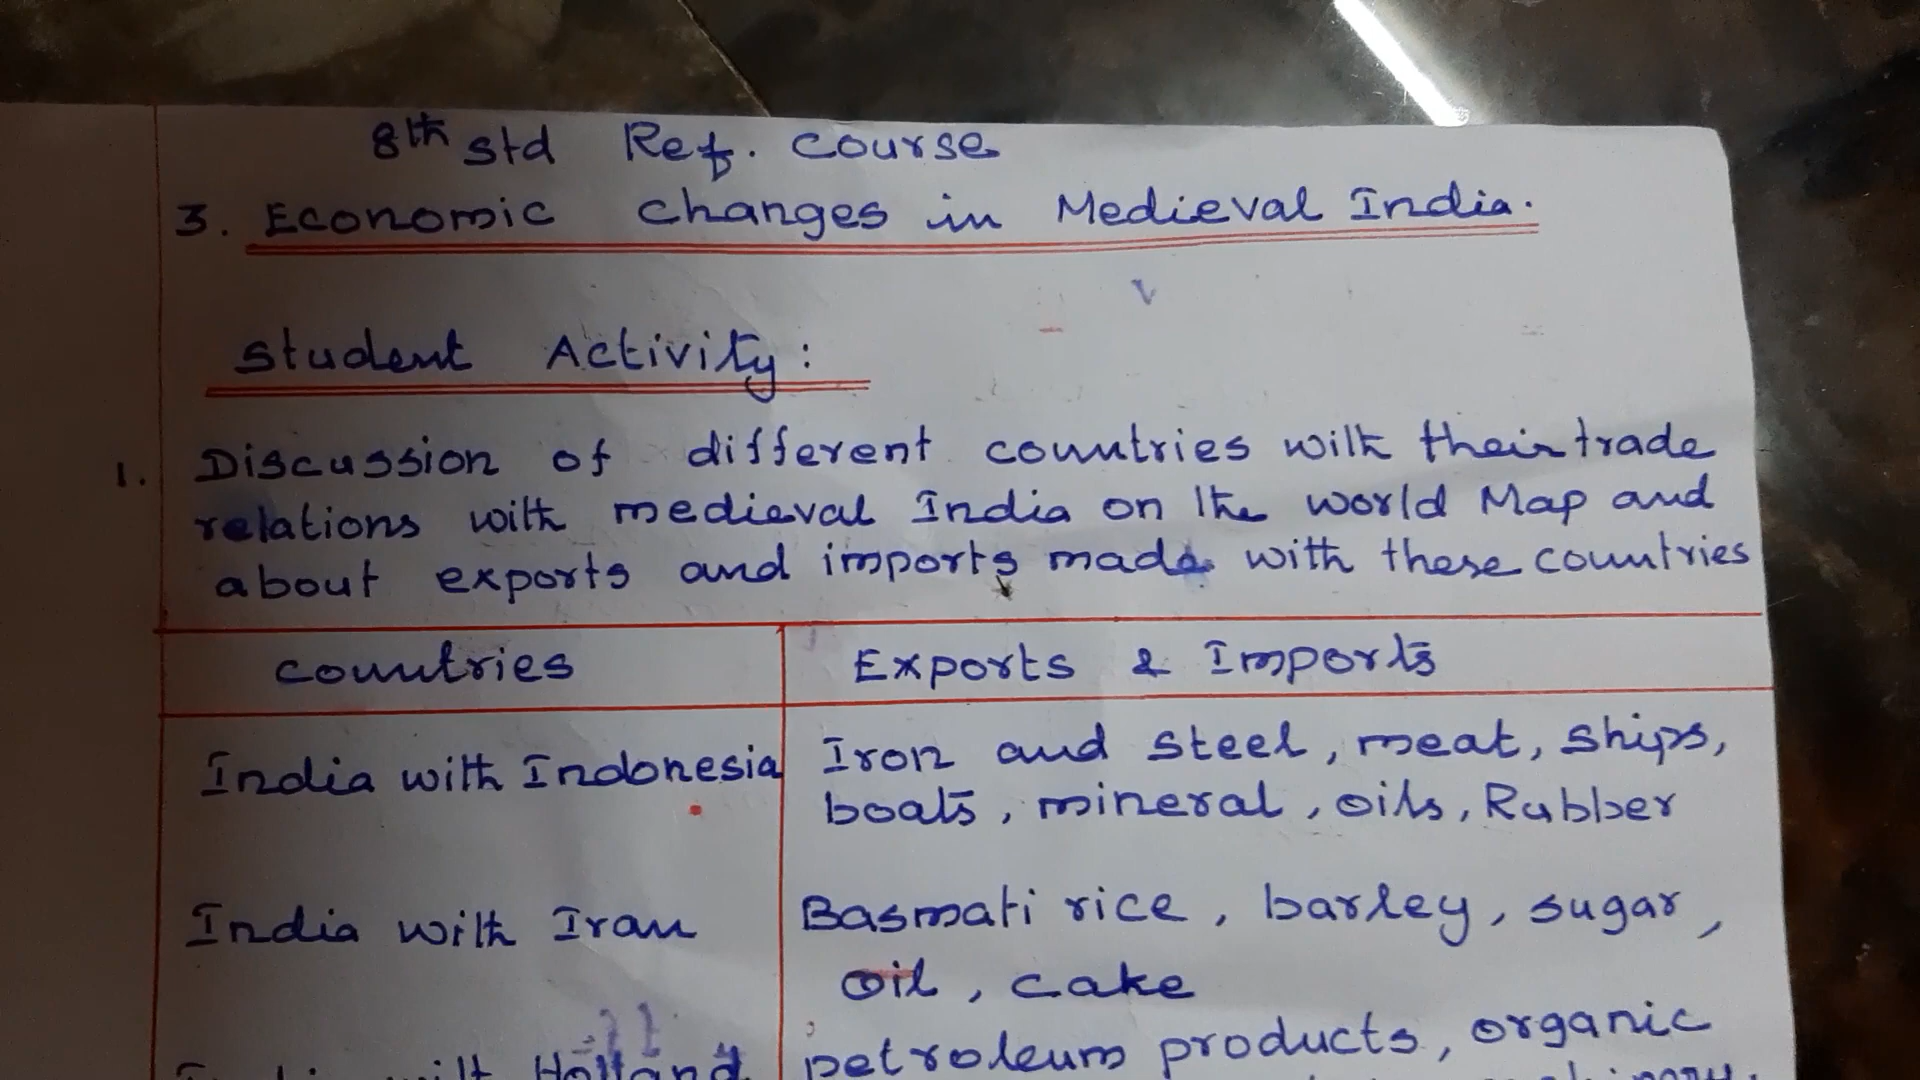 8th std Ref. course
3. Economic changes in Medieval India.
Student Activity:
1. Discussion of different countries with their trade
relations with medieval India on the world Map and
about exports and imports made with these countries
Countries Exports & Imports
India with Indonesia Iron and steel, meat, ships,
boats, mineral, oils, Rubber
India with Iran Basmati rice, barley, sugar,
oil, cake
India with Holland petroleum products, organic